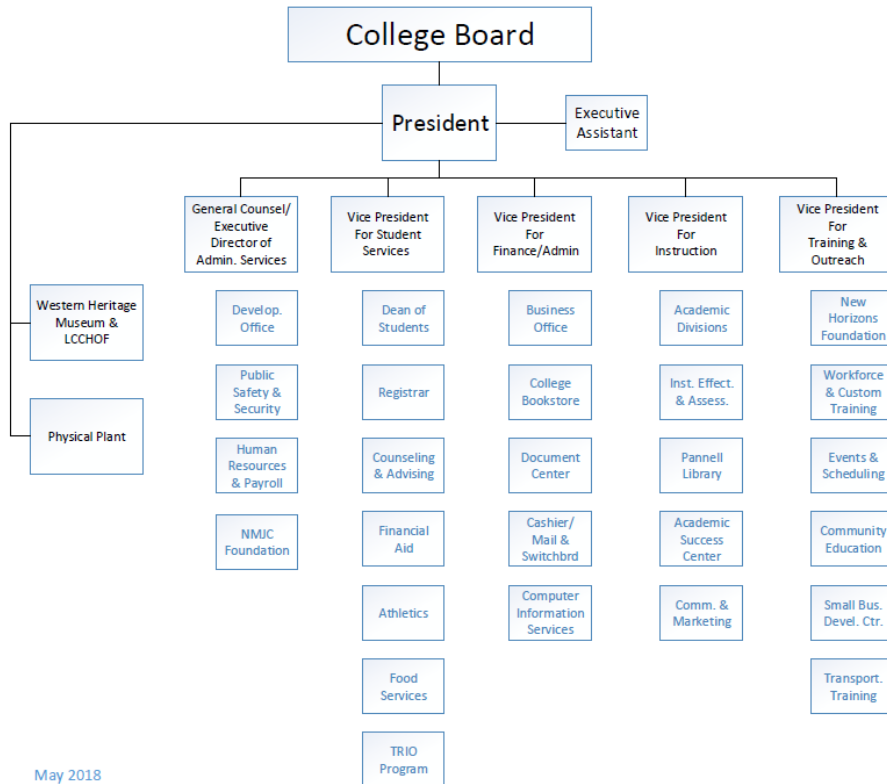 College Board
President
Executive
Assistant
General Counsel/
Executive
Director of
Admin. Services
Vice President
For Student
Services
Vice President
For
Finance/Admin
Vice President
For
Instruction
Vice President
For
Training &
Outreach
Western Heritage
Museum &
LCCHOF
Physical Plant
Develop.
Office
Public
Safety &
Security
Human
Resources
& Payroll
NMJC
Foundation
Dean of
Students
Registrar
Counseling
& Advising
Financial
Aid
Athletics
Food
Services
TRIO
Program
Business
Office
College
Bookstore
Document
Center
Cashier/
Mail &
Switchbrd
Computer
Information
Services
Academic
Divisions
Inst. Effect.
& Assess.
Pannell
Library
Academic
Success
Center
Comm. &
Marketing
New
Horizons
Foundation
Workforce
& Custom
Training
Events &
Scheduling
Community
Education
Small Bus.
Devel. Ctr.
Transport.
Training
May 2018